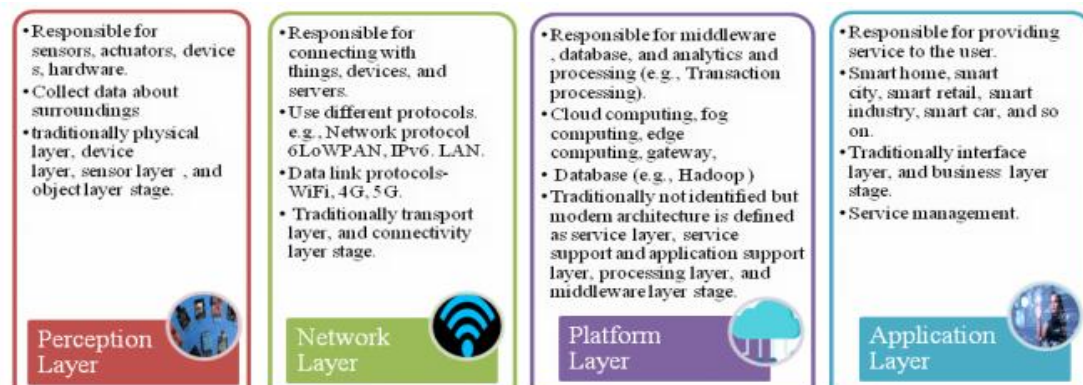 •Responsible for
sensors, actuators, device
s, hardware.
•Collect data about
surroundings
•traditionally physical
layer, device
layer, sensor layer , and
object layer stage.
Perception
Layer
•Responsible for
connecting with
things, devices, and
servers.
•Use different protocols.
e.g., Network protocol
6LoWPAN, IPv6. LAN.
•Data link protocols-
WiFi, 4G, 5G.
• Traditionally transport
layer, and connectivity
layer stage.
Network
Layer
•Responsible for middleware
, database, and analytics and
processing (e.g., Transaction
processing).
•Cloud computing, fog
computing, edge
computing, gateway,
• Database (e.g., Hadoop )
•Traditionally not identified but
modern architecture is defined
as service layer, service
support and application support
layer, processing layer, and
middleware layer stage.
Platform
Layer
•Responsible for providing
service to the user.
•Smart home, smart
city, smart retail, smart
industry, smart car, and so
on.
•Traditionally interface
layer, and business layer
stage.
•Service management.
Application
Layer